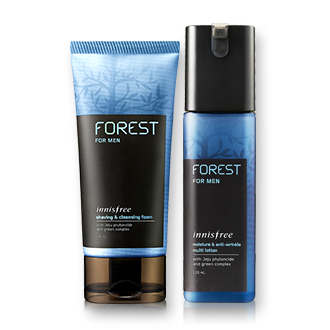 FOREST
FOR MEN
innisfree
shaving & cleansing foam
with Jeju phytoncide
and green complex
FOREST
FOR MEN
innisfree
moisture & anti-wrinkle
multi lotion
with Jeju phytoncide
and green complex